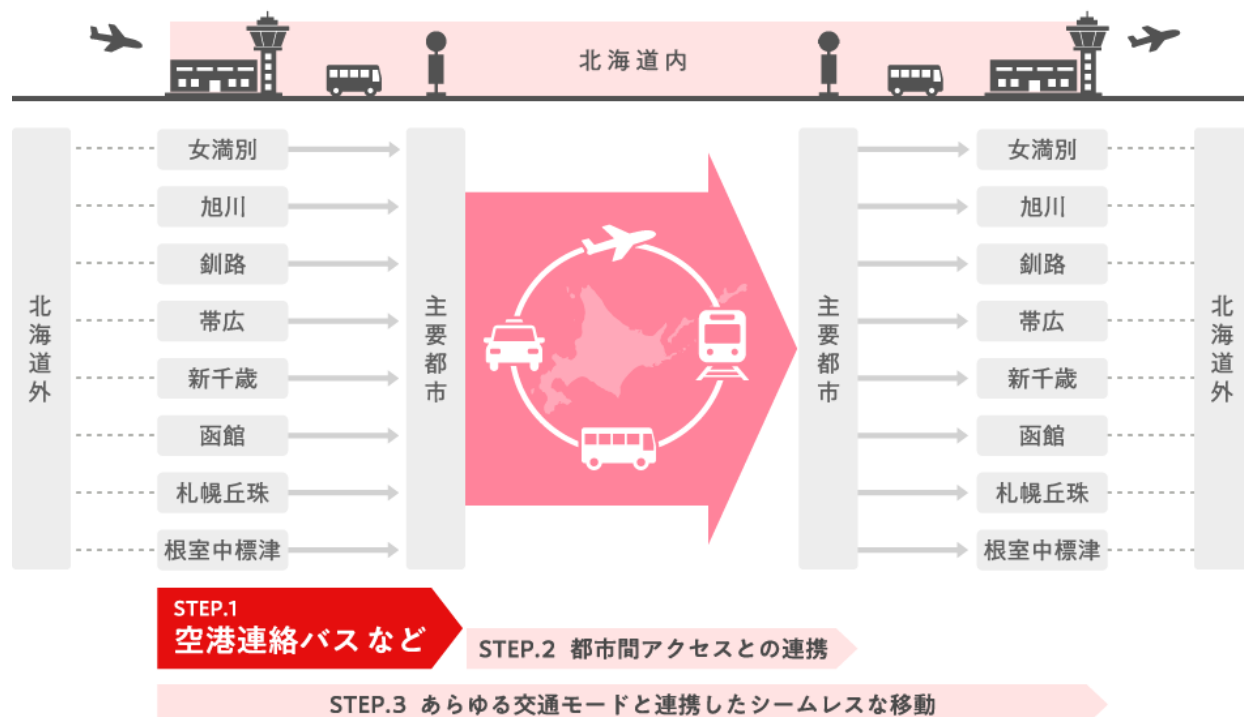 北海道内
北海道外
女満別
旭川
釧路
帯広
新千歳
函館
札幌丘珠
根室中標津
主要都市
主要都市
女満別
旭川
釧路
帯広
新千歳
函館
札幌丘珠
根室中標津
北海道外
STEP.1
空港連絡バスなど
STEP.2 都市間アクセスとの連携
STEP.3 あらゆる交通モードと連携したシームレスな移動